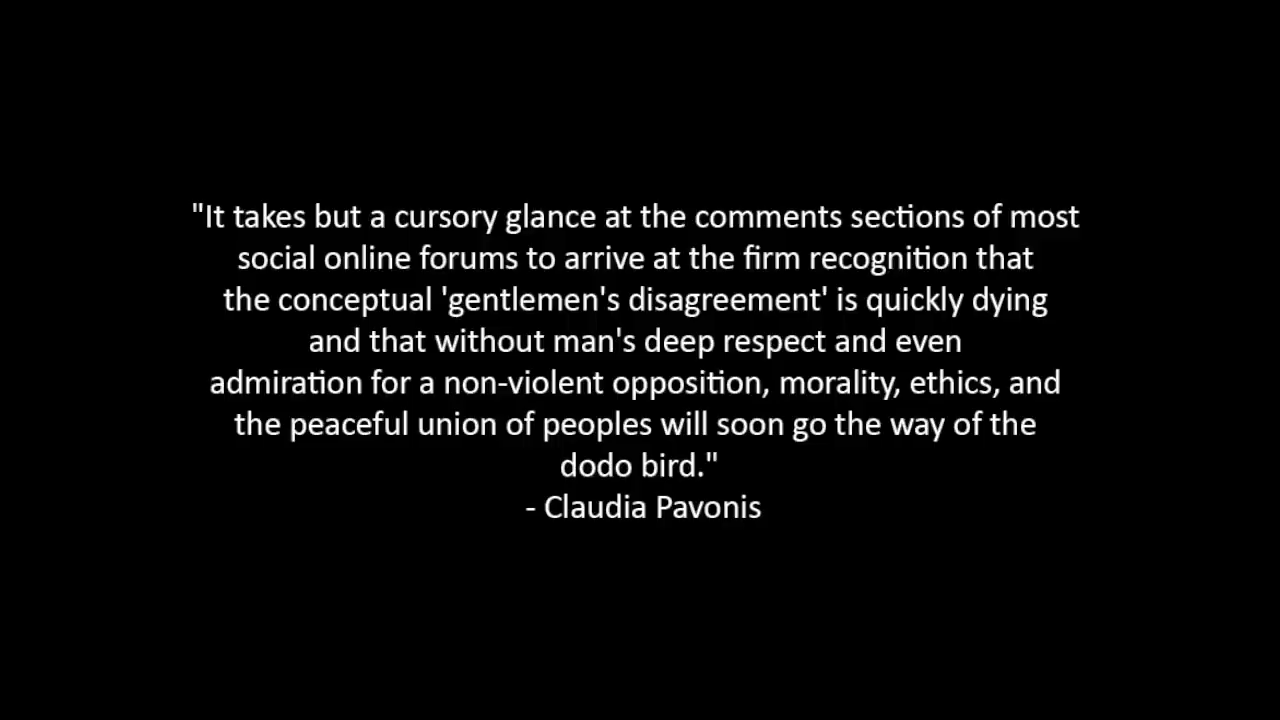 "It takes but a cursory glance at the comments sections of most
social online forums to arrive at the firm recognition that
the conceptual 'gentlemen's disagreement' is quickly dying
and that without man's deep respect and even
admiration for a non-violent opposition, morality, ethics, and
the peaceful union of peoples will soon go the way of the
dodo bird."
- Claudia Pavonis